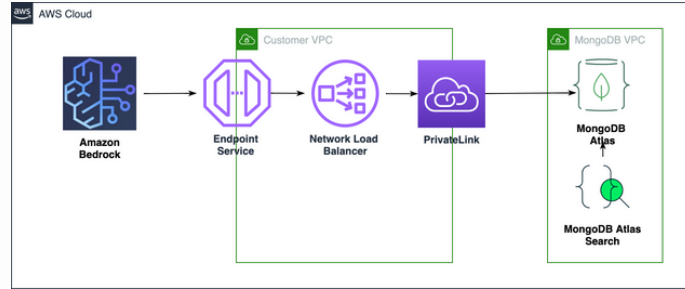 aws
AWS Cloud
Customer VPC
MongoDB VPC
Amazon
Bedrock
Endpoint
Service
Network Load
Balancer
PrivateLink
MongoDB
Atlas
MongoDB Atlas
Search